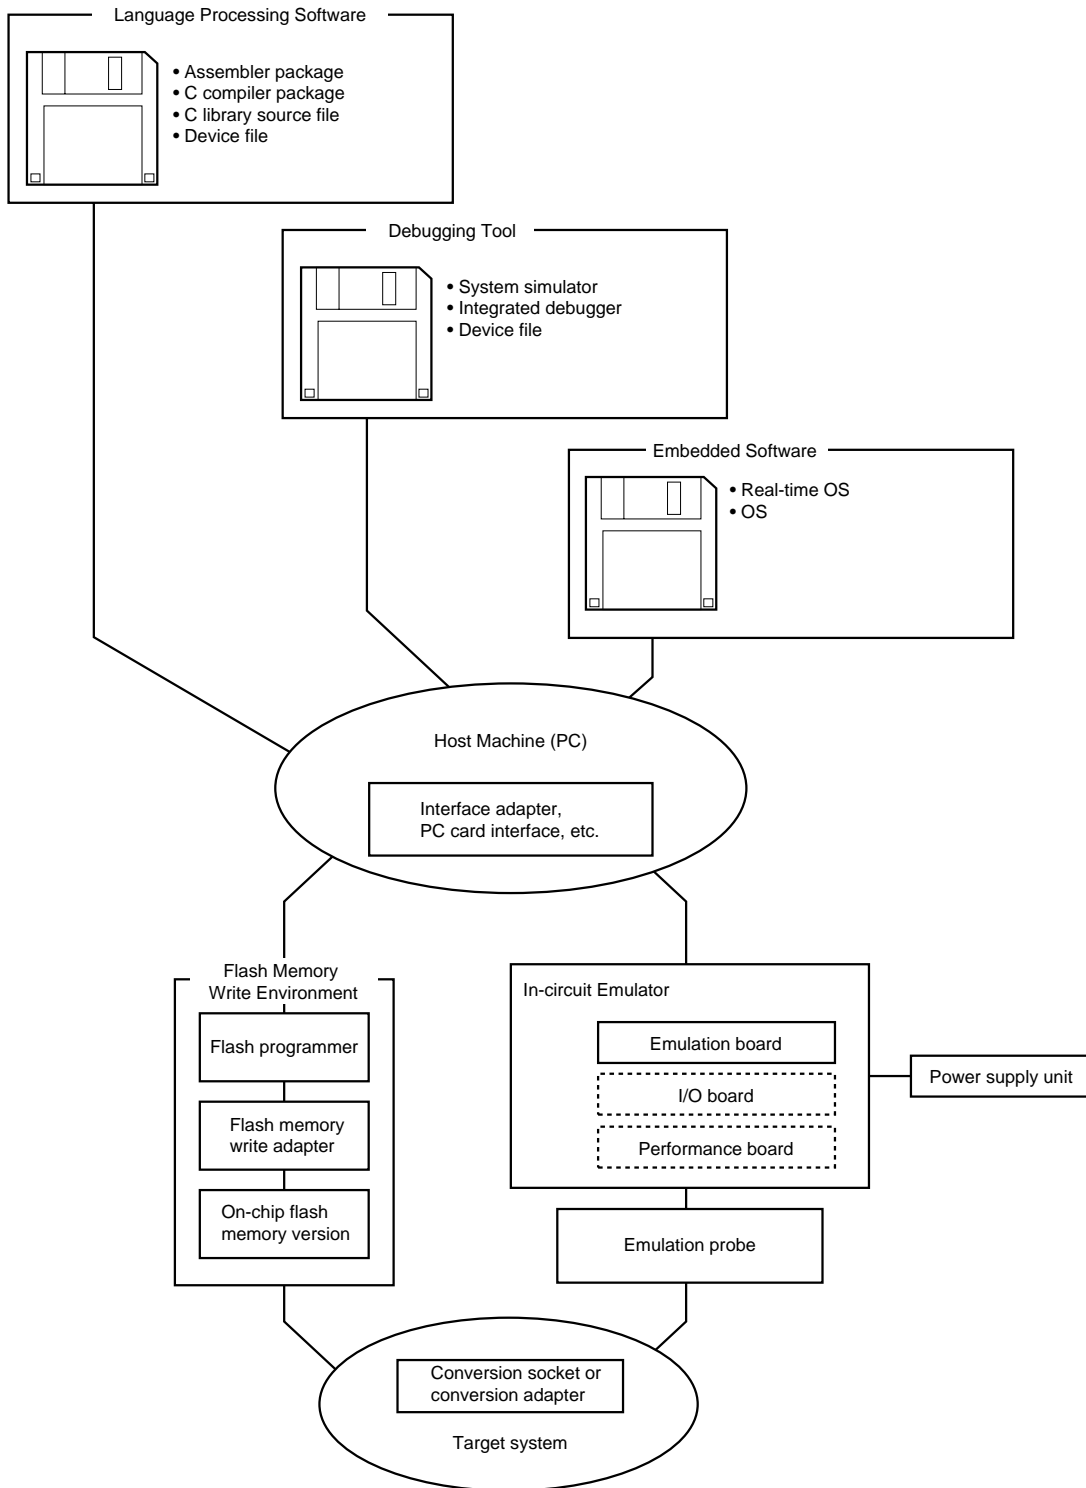 Language Processing Software
• Assembler package
• C compiler package
• C library source file
• Device file
Debugging Tool
• System simulator
• Integrated debugger
• Device file
Embedded Software
• Real-time OS
• OS
Host Machine (PC)
Interface adapter,
PC card interface, etc.
Flash Memory
Write Environment
Flash programmer
Flash memory
write adapter
On-chip flash
memory version
In-circuit Emulator
Emulation board
I/O board
Performance board
Power supply unit
Emulation probe
Conversion socket or
conversion adapter
Target system